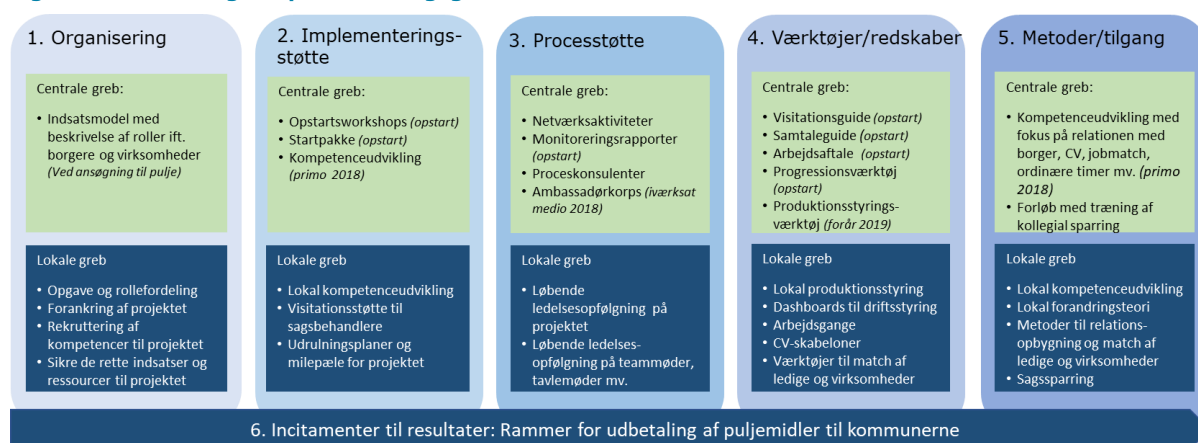 1. Organisering
Centrale greb:
• Indsatsmodel med
beskrivelse af roller ift.
borgere og virksomheder
(Ved ansøgning til pulje)
Lokale greb
• Opgave og rollefordeling
• Forankring af projektet
• Rekruttering af
kompetencer til projektet
• Sikre de rette indsatser og
ressourcer til projektet
2. Implementerings-
støtte
Centrale greb:
• Opstartsworkshops (opstart)
• Startpakke (opstart)
• Kompetenceudvikling
(primo 2018)
Lokale greb
• Lokal kompetenceudvikling
• Visitationsstøtte til
sagsbehandlere
• Udrulningsplaner og
milepæle for projektet
3. Processtøtte
Centrale greb:
• Netværksaktiviteter
• Monitoreringsrapporter
(opstart)
• Proceskonsulenter
• Ambassadørkorps (iværksat
medio 2018)
Lokale greb
• Løbende
ledelsesopfølgning på
projektet
• Løbende ledelses-
opfølgning på teammøder,
tavlemøder mv.
4. Værktøjer/redskaber
Centrale greb:
• Visitationsguide (opstart)
• Samtaleguide (opstart)
• Arbejdsaftale (opstart)
• Progressionsværktøj
(opstart)
• Produktionsstyrings-
værktøj (forår 2019)
Lokale greb
• Lokal produktionsstyring
• Dashboards til driftsstyring
• Arbejdsgange
• CV-skabeloner
• Værktøjer til match af
ledige og virksomheder
5. Metoder/tilgang
Centrale greb:
• Kompetenceudvikling med
fokus på relationen med
borger, CV, jobmatch,
ordinære timer mv. (primo
2018)
• Forløb med træning af
kollegial sparring
Lokale greb
• Lokal kompetenceudvikling
• Lokal forandringsteori
• Metoder til relations-
opbygning og match af
ledige og virksomheder
• Sagssparring
6. Incitamenter til resultater: Rammer for udbetaling af puljemidler til kommunerne